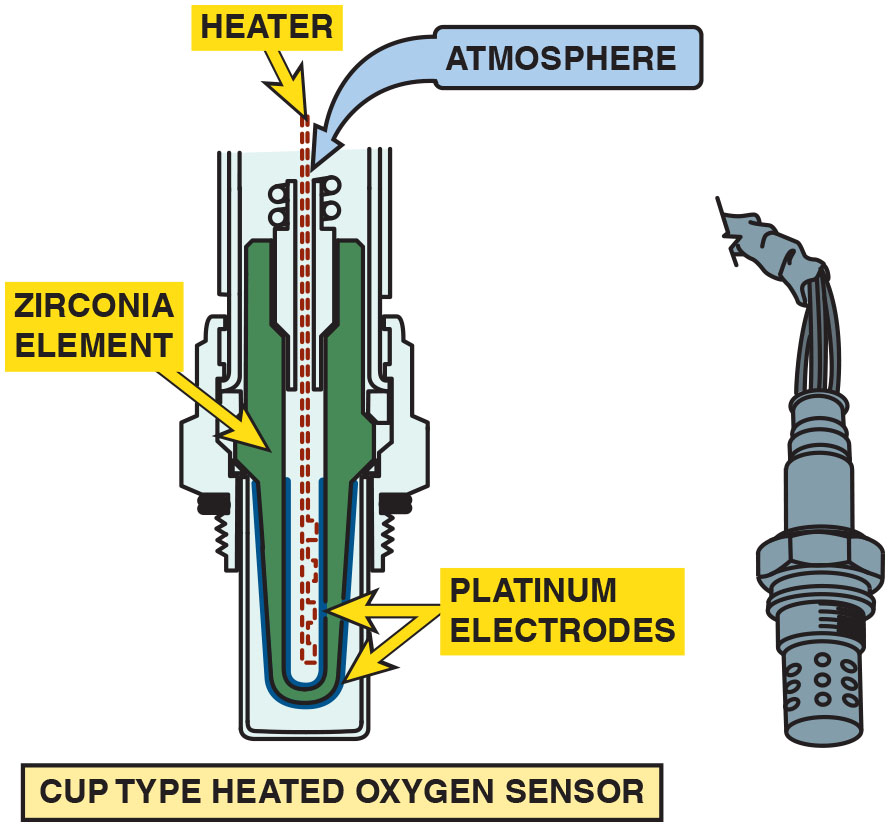 HEATER
ATMOSPHERE
ZIRCONIA
ELEMENT
PLATINUM
ELECTRODES
CUP TYPE HEATED OXYGEN SENSOR